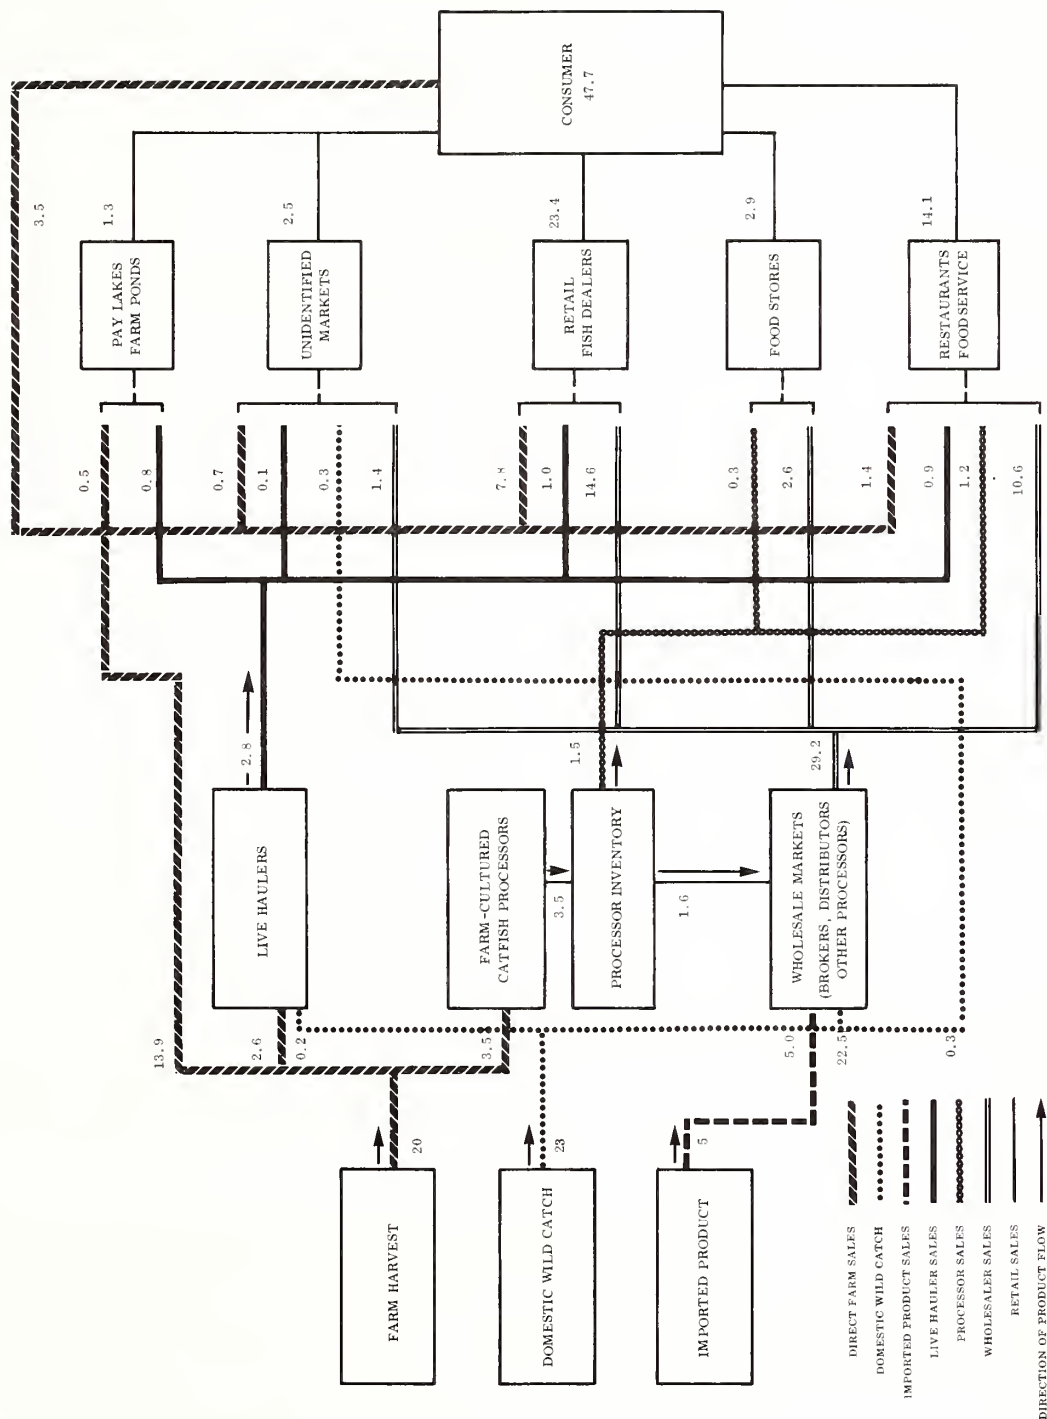 FARM HARVEST
20
DOMESTIC WILD CATCH
23
IMPORTED PRODUCT
5
13.9
2.6
0.2
3.5
5.0
22.5
0.3
LIVE HAULERS
2.8
FARM-CULTURED
CATFISH PROCESSORS
3.5
PROCESSOR INVENTORY
1.5
1.6
WHOLESALE MARKETS
(BROKERS, DISTRIBUTORS
OTHER PROCESSORS)
29.2
0.5
0.8
0.7
0.1
0.3
1.4
7.8
1.0
14.6
0.3
2.6
1.4
0.9
1.2
10.6
PAY LAKES
FARM PONDS
1.3
UNIDENTIFIED
MARKETS
2.5
RETAIL
FISH DEALERS
23.4
FOOD STORES
2.9
RESTAURANTS
FOOD SERVICE
14.1
3.5
CONSUMER
47.7
DIRECT FARM SALES
DOMESTIC WILD CATCH
IMPORTED PRODUCT SALES
LIVE HAULER SALES
PROCESSOR SALES
WHOLESALER SALES
RETAIL SALES
DIRECTION OF PRODUCT FLOW